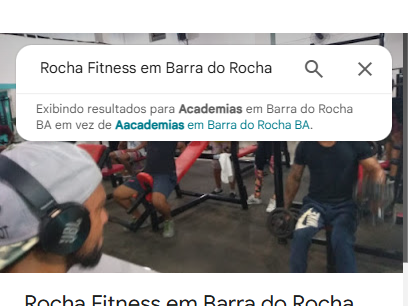 Rocha Fitness em Barra do Rocha
Exibindo resultados para Academias em Barra do Rocha
BA em vez de Aacademias em Barra do Rocha BA.
Rocha Fitness em Barra do Rocha